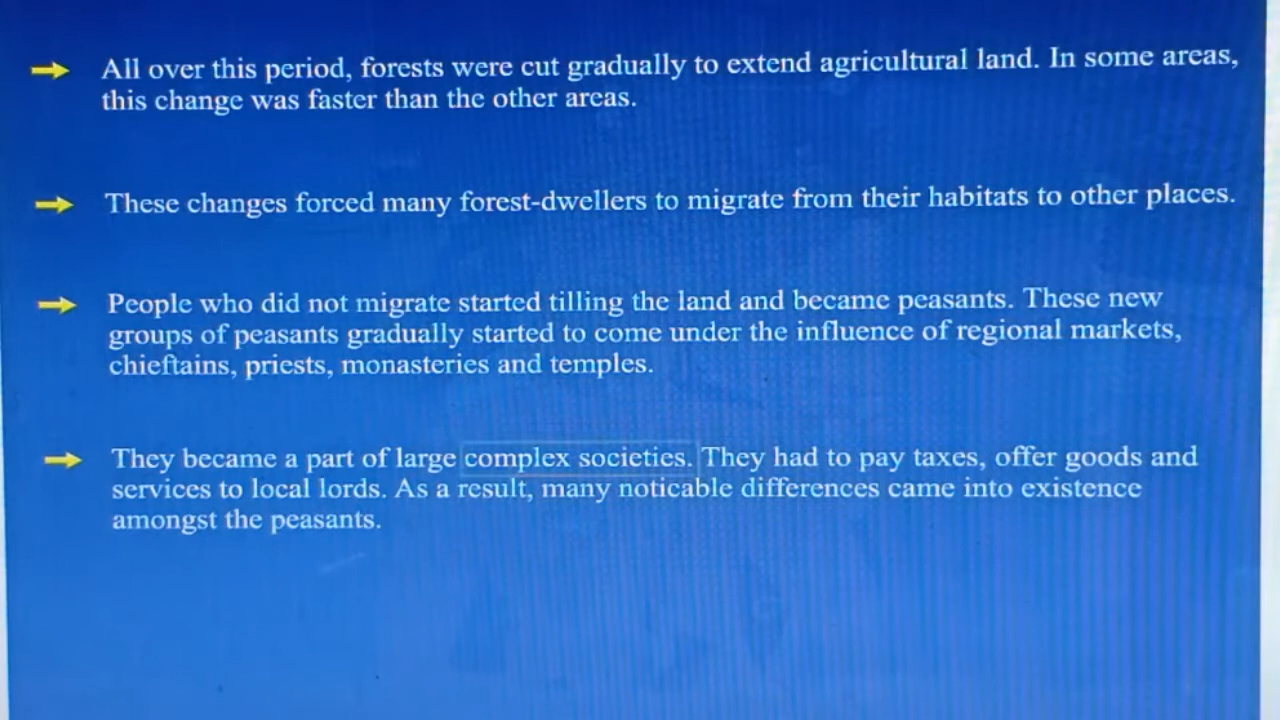 All over this period, forests were cut gradually to extend agricultural land. In some areas,
this change was faster than the other areas.
These changes forced many forest-dwellers to migrate from their habitats to other places.
People who did not migrate started tilling the land and became peasants. These new
groups of peasants gradually started to come under the influence of regional markets,
chieftains, priests, monasteries and temples.
They became a part of large complex societies. They had to pay taxes, offer goods and
services to local lords. As a result, many noticable differences came into existence
amongst the peasants.